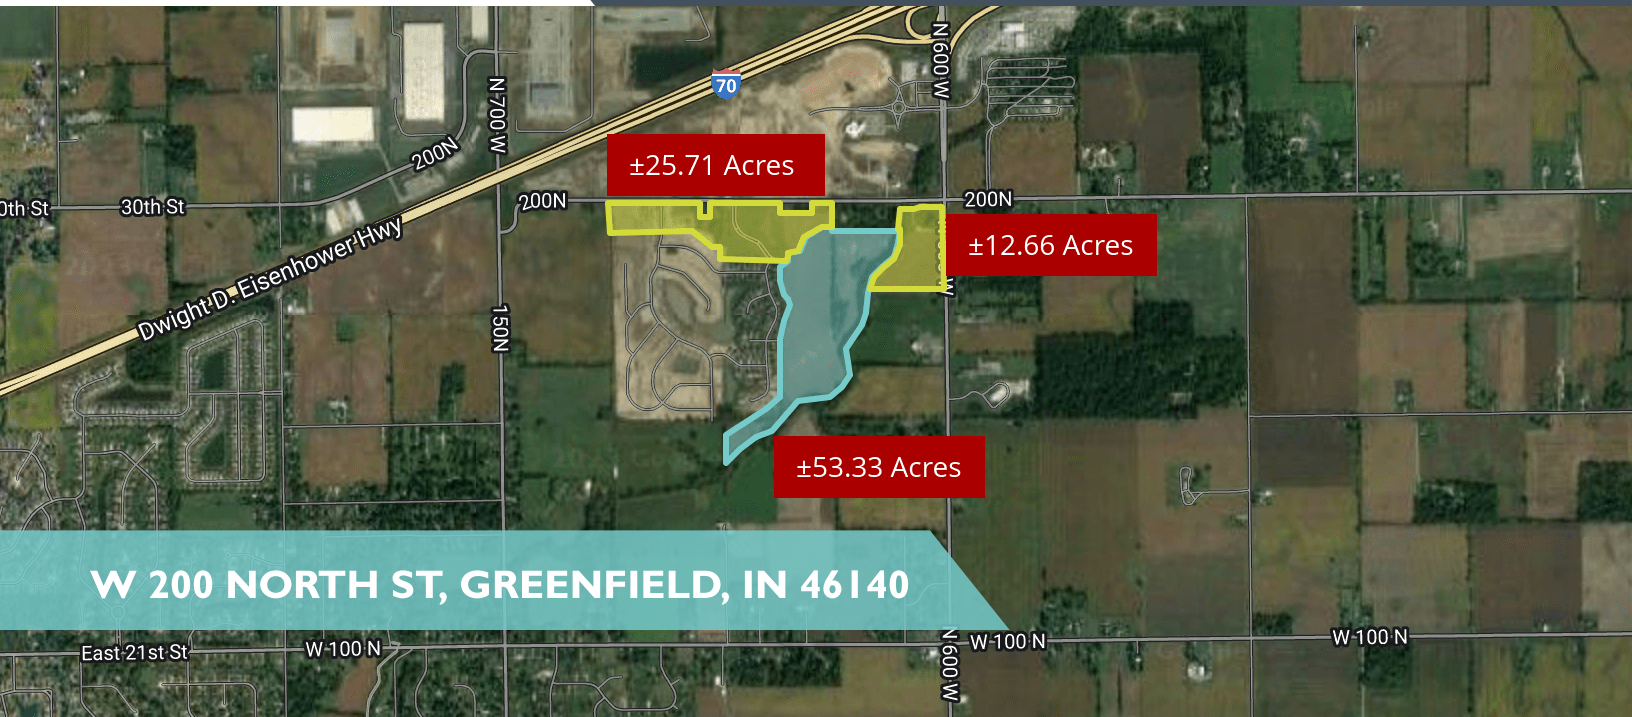 N 600 W
70
N 700 W
200N
±25.71 Acres
200N
200N
0th St
30th St
±12.66 Acres
W
Dwight D. Eisenhower Hwy
150N
±53.33 Acres
W 200 NORTH ST, GREENFIELD, IN 46140
East 21st St
W 100 N
N 600 W
W 100 N
W 100 N